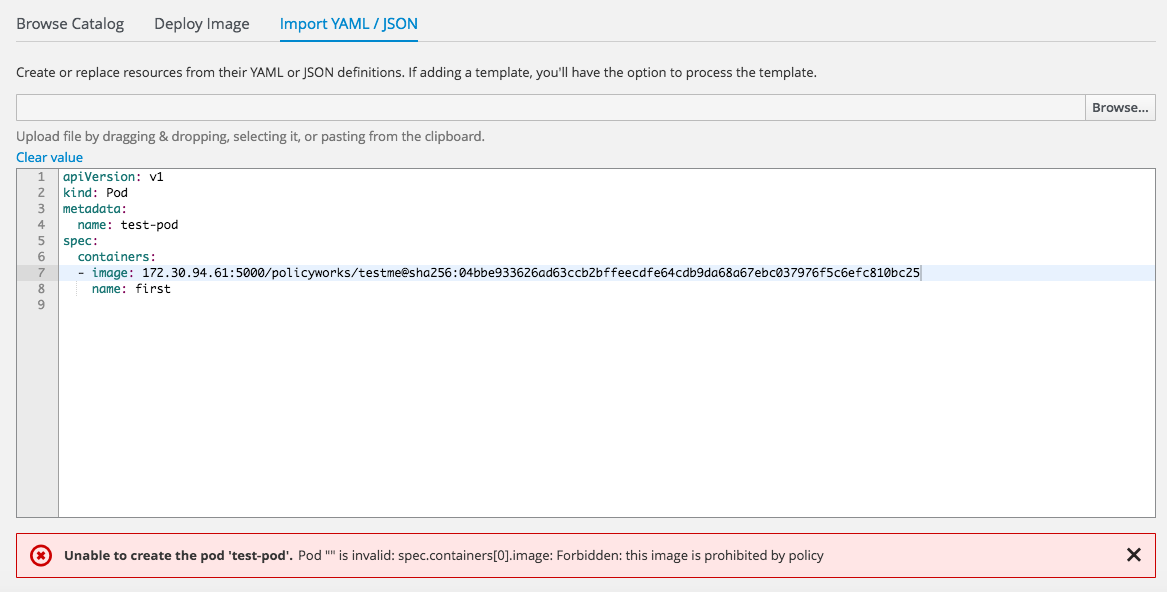 Browse Catalog Deploy Image Import YAML / JSON
Create or replace resources from their YAML or JSON definitions. If adding a template, you'll have the option to process the template.
Browse...
Upload file by dragging & dropping, selecting it, or pasting from the clipboard.
Clear value
1 apiVersion: v1
2 kind: Pod
3 metadata:
4   name: test-pod
5 spec:
6   containers:
7   - image: 172.30.94.61:5000/policyworks/testme@sha256:04bbe933626ad63ccb2bffeecdfe64cdb9da68a67ebc037976f5c6efc810bc25
8     name: first
9
Unable to create the pod 'test-pod'. Pod "" is invalid: spec.containers[0].image: Forbidden: this image is prohibited by policy